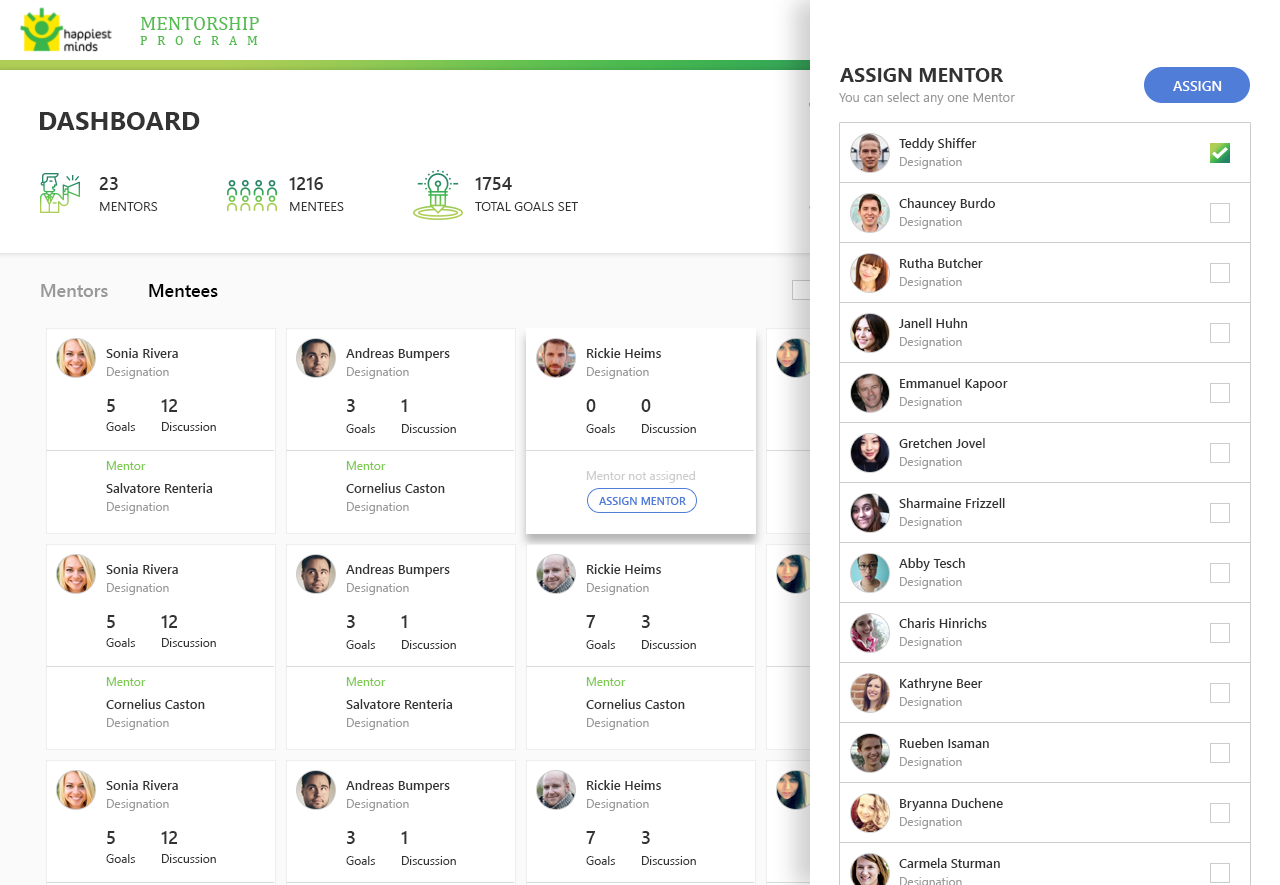 happiest
minds
MENTORSHIP
PROGRAM
DASHBOARD
23
MENTORS
1216
MENTEES
1754
TOTAL GOALS SET
Mentors
Mentees
Sonia Rivera
Designation
5
12
Goals
Discussion
Mentor
Salvatore Renteria
Designation
Andreas Bumpers
Designation
3
1
Goals
Discussion
Mentor
Cornelius Caston
Designation
Rickie Heims
Designation
0
0
Goals
Discussion
Mentor not assigned
ASSIGN MENTOR
Sonia Rivera
Designation
5
12
Goals
Discussion
Mentor
Cornelius Caston
Designation
Andreas Bumpers
Designation
3
1
Goals
Discussion
Mentor
Salvatore Renteria
Designation
Rickie Heims
Designation
7
3
Goals
Discussion
Mentor
Cornelius Caston
Designation
Sonia Rivera
Designation
5
12
Goals
Discussion
Andreas Bumpers
Designation
3
1
Goals
Discussion
Rickie Heims
Designation
7
3
Goals
Discussion
ASSIGN MENTOR
You can select any one Mentor
ASSIGN
Teddy Shiffer
Designation
Chauncey Burdo
Designation
Rutha Butcher
Designation
Janell Huhn
Designation
Emmanuel Kapoor
Designation
Gretchen Jovel
Designation
Sharmaine Frizzell
Designation
Abby Tesch
Designation
Charis Hinrichs
Designation
Kathryne Beer
Designation
Rueben Isaman
Designation
Bryanna Duchene
Designation
Carmela Sturman
Designation